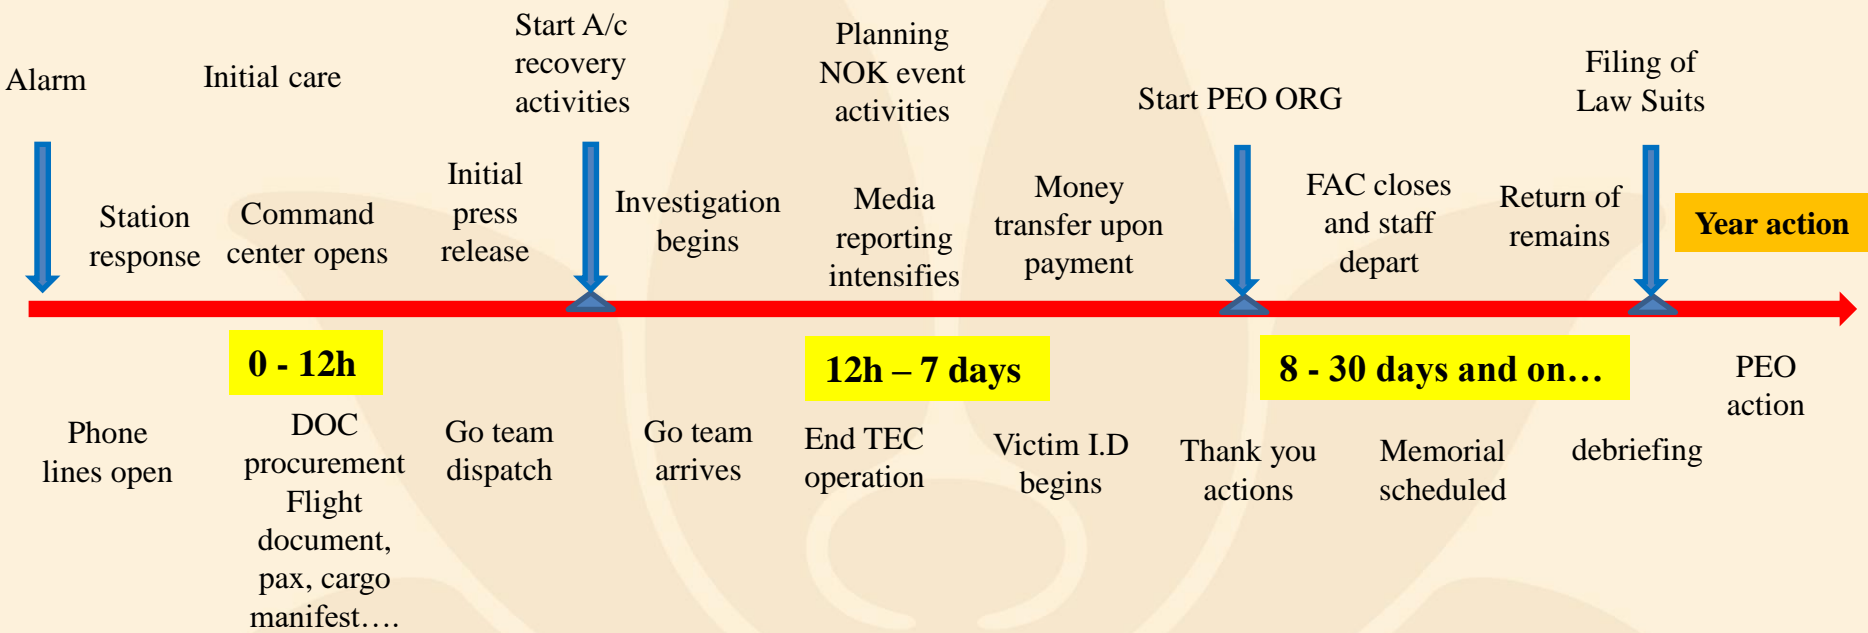 Alarm
Initial care
Start A/c
recovery
activities
Planning
NOK event
activities
Start PEO ORG
Filing of
Law Suits
Station
response
Command
center opens
Initial
press
release
Investigation
begins
Media
reporting
intensifies
Money
transfer upon
payment
FAC closes
and staff
depart
Return of
remains
Year action
0 - 12h
12h – 7 days
8 - 30 days and on…
Phone
lines open
DOC
procurement
Flight
document,
pax, cargo
manifest….
Go team
dispatch
Go team
arrives
End TEC
operation
Victim I.D
begins
Thank you
actions
Memorial
scheduled
debriefing
PEO
action